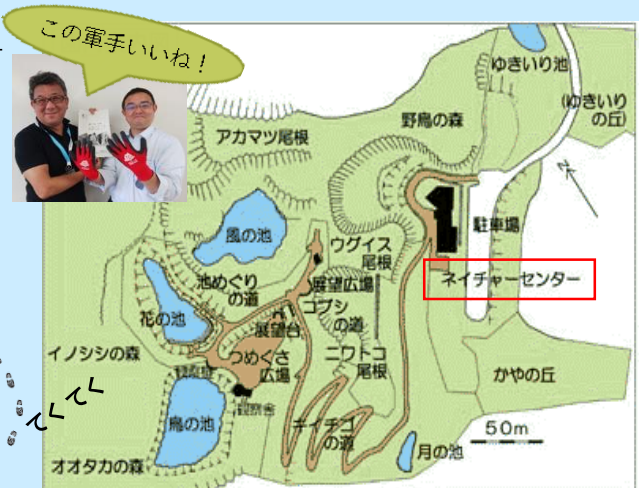 この軍手いいね！
ゆきいり池
(ゆきいり
の丘)
野鳥の森
アカマツ尾根
風の池
ウグイス
尾根
駐車場
ネイチャーセンター
池めぐり
の道
展望広場
コブシ
の道
花の池
展望台
イノシシの森
つめくさ
広場
ニワトコ
尾根
かやの丘
観察舎
鳥の池
キイチゴ
の道
50m
月の池
てくてく
オオタカの森
N